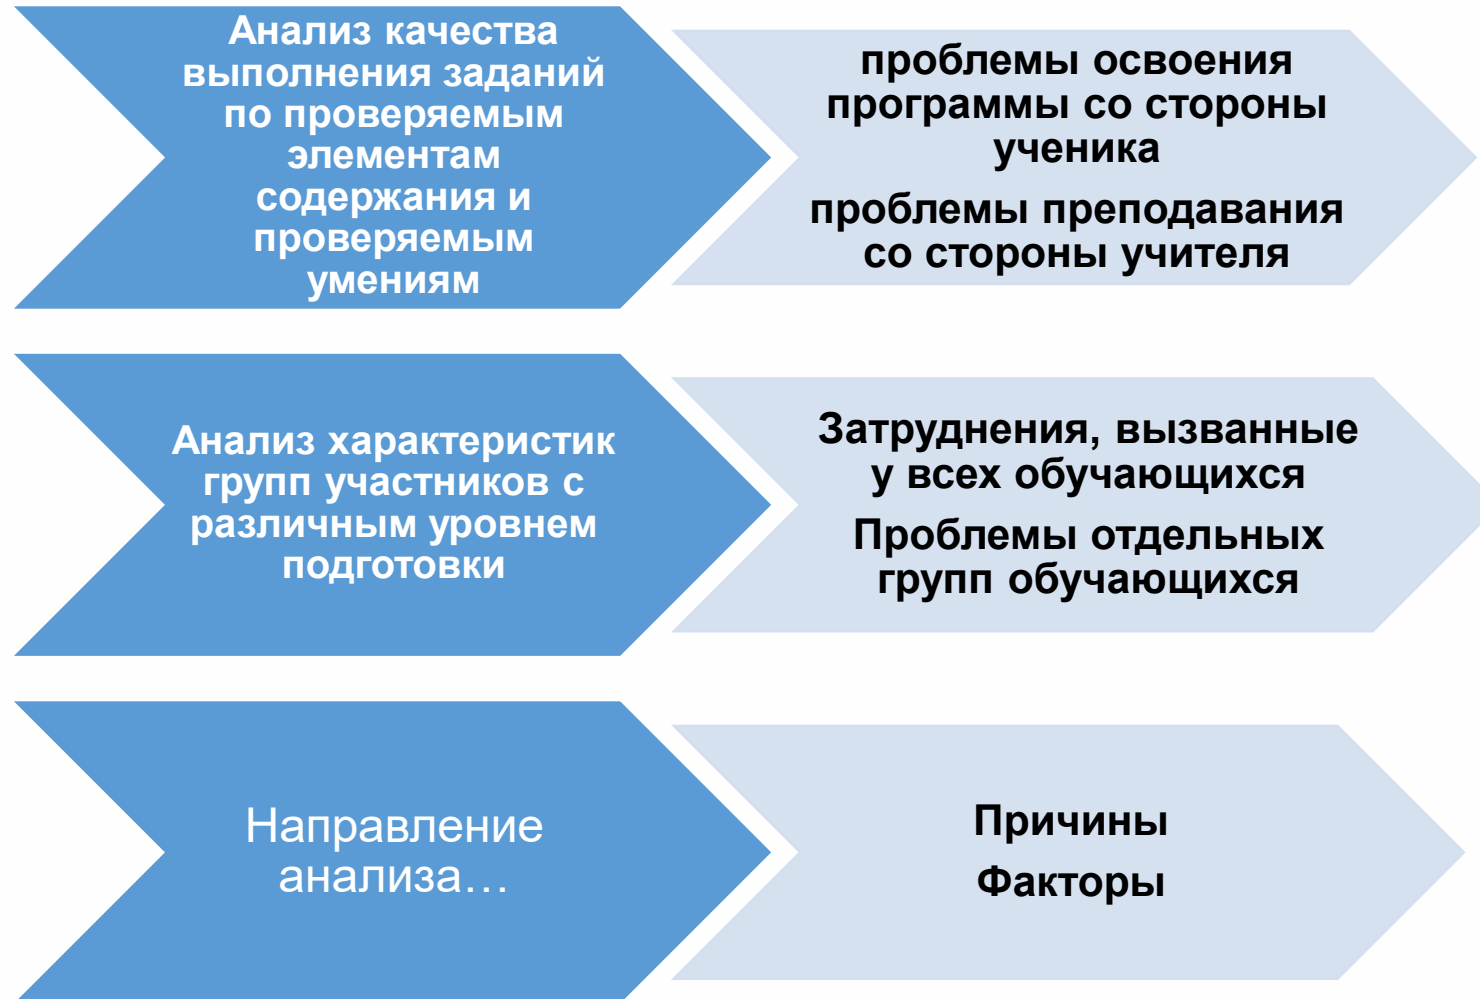 Анализ качества
выполнения заданий
по проверяемым
элементам
содержания и
проверяемым
умениям
проблемы освоения
программы со стороны
ученика
проблемы преподавания
со стороны учителя
Анализ характеристик
групп участников с
различным уровнем
подготовки
Затруднения, вызванные
у всех обучающихся
Проблемы отдельных
групп обучающихся
Направление
анализа…
Причины
Факторы